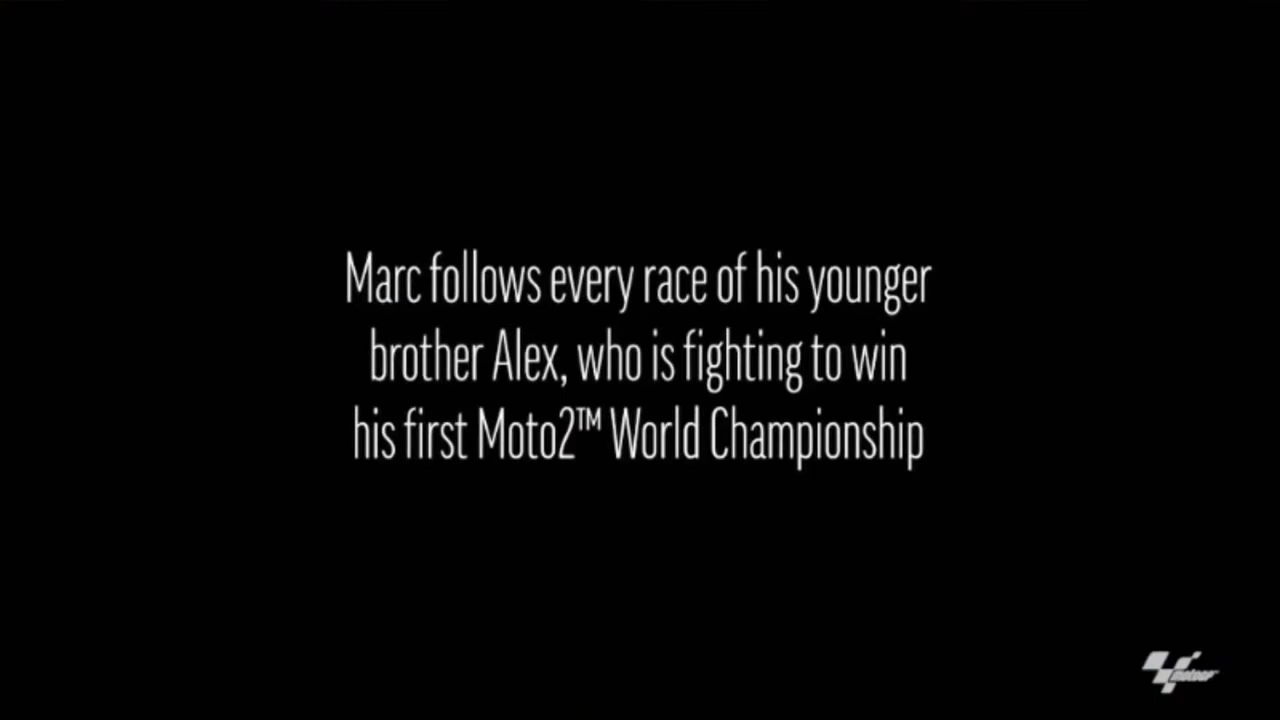 Marc follows every race of his younger
brother Alex, who is fighting to win
his first Moto2™ World Championship